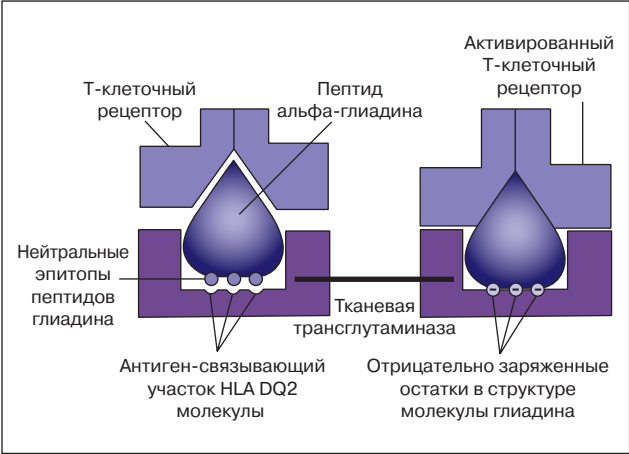 Т-клеточный
рецептор
Пептид
альфа-глиадина
Активированный
Т-клеточный
рецептор
Нейтральные
эпитопы
пептидов
глиадина
Тканевая
трансглутаминаза
Антиген-связывающий
участок HLA DQ2
молекулы
Отрицательно заряженные
остатки в структуре
молекулы глиадина